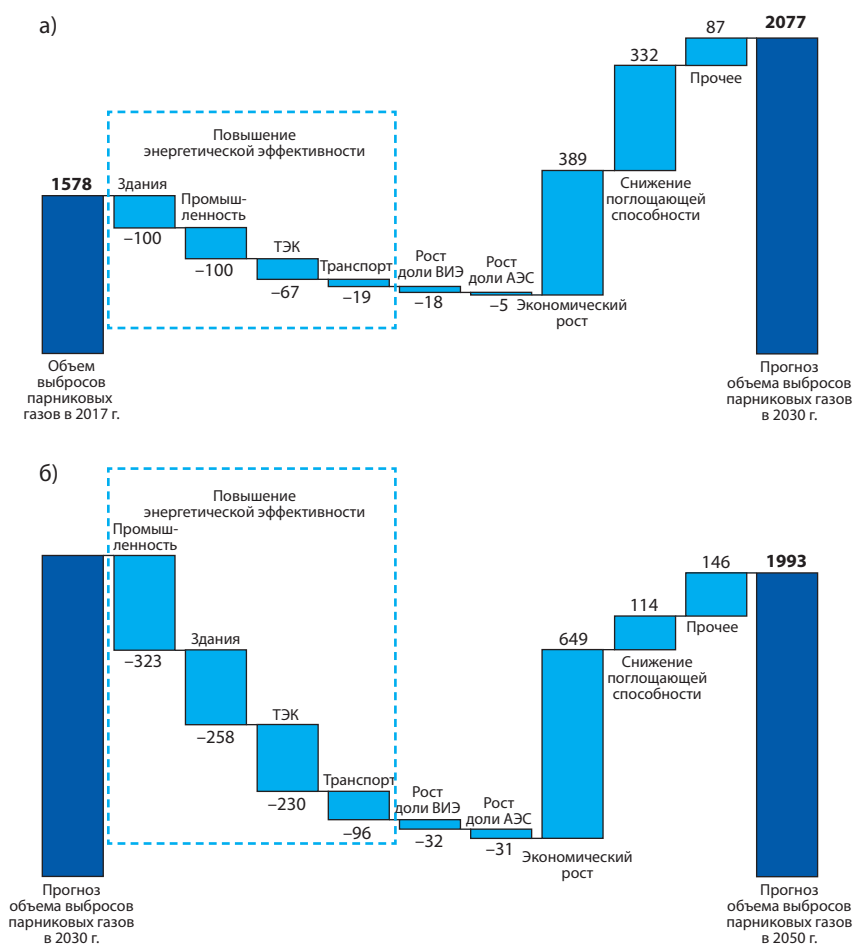 а)
2077
87
332
Прочее
Повышение
энергетической эффективности
389
1578
Здания
Снижение
поглощающей
способности
Промыш-
ленность
–100
ТЭК
Рост
доли ВИЭ
Рост
доли АЭС
Транспорт
–100
–67
–19
–18
–5
Экономический
рост
Объем
выбросов
парниковых
газов в 2017 г.
Прогноз
объема выбросов
парниковых газов
в 2030 г.
б)
Повышение
энергетической эффективности
Промыш-
ленность
1993
146
114
Прочее
649
Здания
–323
Снижение
поглощающей
способности
ТЭК
–258
Транспорт
Рост
доли ВИЭ
Рост
доли АЭС
–230
–96
–32
–31
Экономический
рост
Прогноз
объема выбросов
парниковых газов
в 2030 г.
Прогноз
объема выбросов
парниковых газов
в 2050 г.